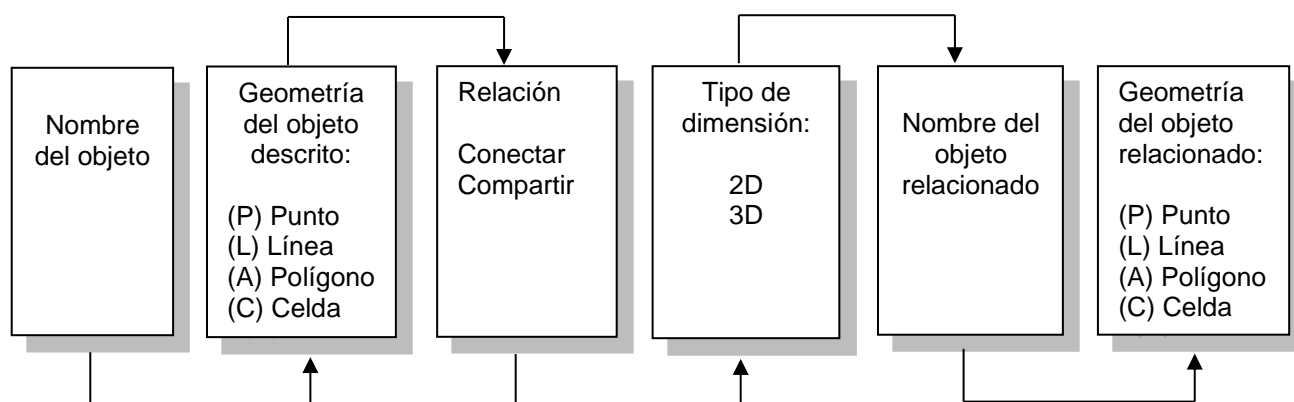 Nombre
del objeto
Geometría
del objeto
descrito:
(P) Punto
(L) Línea
(A) Polígono
(C) Celda
Relación
Conectar
Compartir
Tipo de
dimensión:
2D
3D
Nombre del
objeto
relacionado
Geometría
del objeto
relacionado:
(P) Punto
(L) Línea
(A) Polígono
(C) Celda